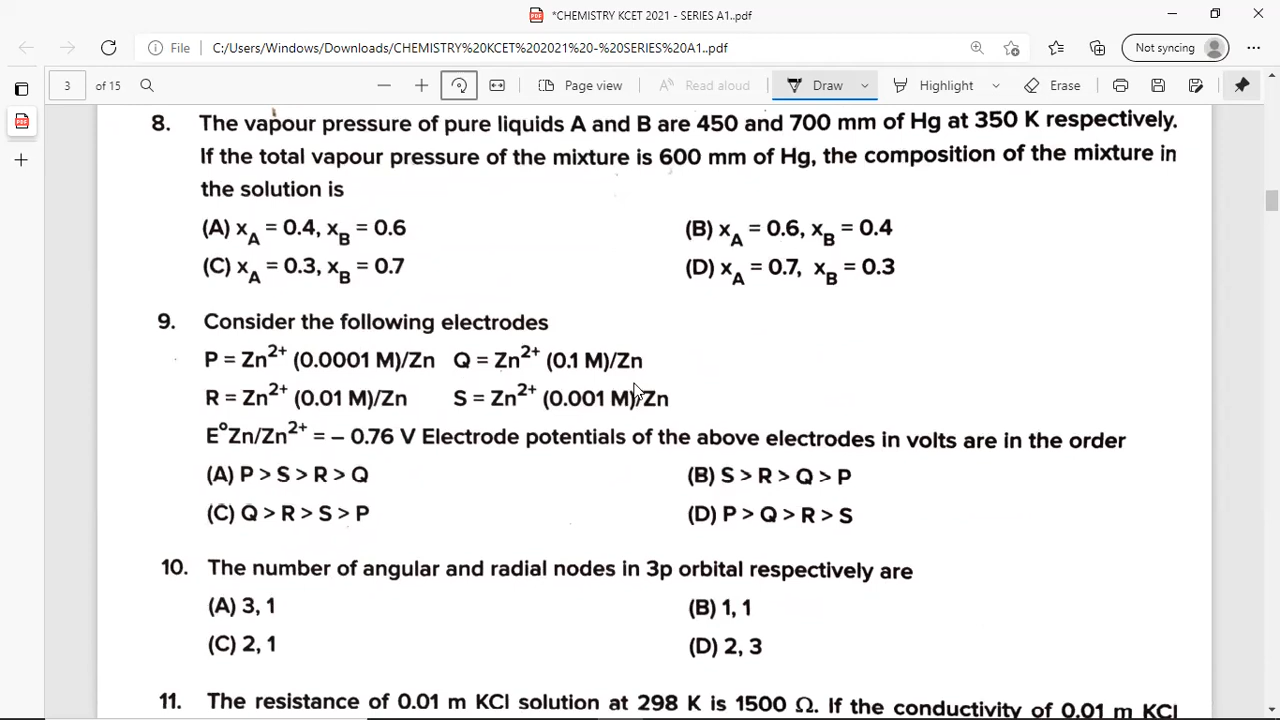 *CHEMISTRY KCET 2021 - SERIES A1..pdf
File C:/Users/Windows/Downloads/CHEMISTRY%20KCET%202021%20-%20SERIES%20A1..pdf Not syncing
3 of 15 Page view Read aloud Draw Highlight Erase
8. The vapour pressure of pure liquids A and B are 450 and 700 mm of Hg at 350 K respectively.
If the total vapour pressure of the mixture is 600 mm of Hg, the composition of the mixture in
the solution is
(A) x_A = 0.4, x_B = 0.6 (B) x_A = 0.6, x_B = 0.4
(C) x_A = 0.3, x_B = 0.7 (D) x_A = 0.7, x_B = 0.3
9. Consider the following electrodes
P = Zn²⁺ (0.0001 M)/Zn Q = Zn²⁺ (0.1 M)/Zn
R = Zn²⁺ (0.01 M)/Zn S = Zn²⁺ (0.001 M)/Zn
E°Zn/Zn²⁺ = – 0.76 V Electrode potentials of the above electrodes in volts are in the order
(A) P > S > R > Q (B) S > R > Q > P
(C) Q > R > S > P (D) P > Q > R > S
10. The number of angular and radial nodes in 3p orbital respectively are
(A) 3, 1 (B) 1, 1
(C) 2, 1 (D) 2, 3
11. The resistance of 0.01 m KCl solution at 298 K is 1500 Ω. If the conductivity of 0.01 m KCl